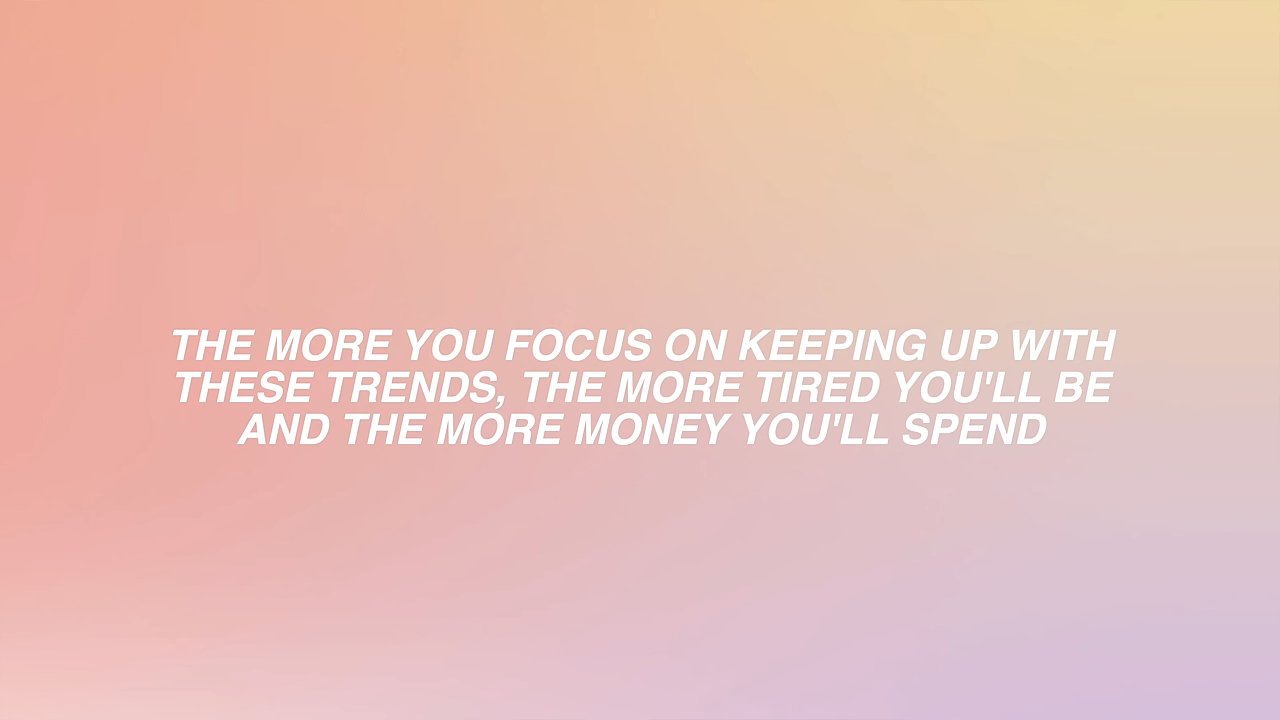 THE MORE YOU FOCUS ON KEEPING UP WITH
THESE TRENDS, THE MORE TIRED YOU'LL BE
AND THE MORE MONEY YOU'LL SPEND